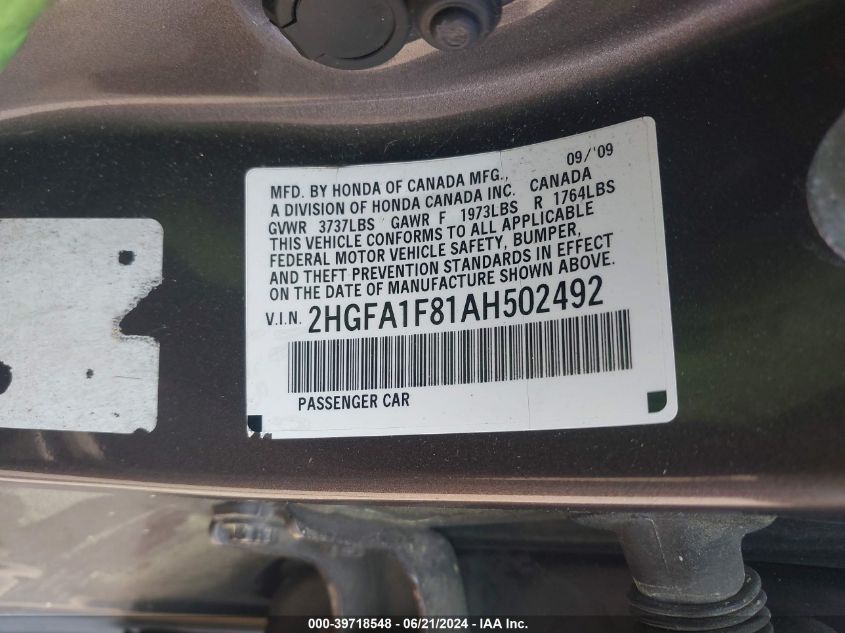 09/'09
MFD. BY HONDA OF CANADA MFG.,
A DIVISION OF HONDA CANADA INC. CANADA
GVWR 3737LBS GAWR F 1973LBS R 1764LBS
THIS VEHICLE CONFORMS TO ALL APPLICABLE
FEDERAL MOTOR VEHICLE SAFETY, BUMPER,
AND THEFT PREVENTION STANDARDS IN EFFECT
ON THE DATE OF MANUFACTURE SHOWN ABOVE.
V.I.N. 2HGFA1F81AH502492
PASSENGER CAR
000-39718548 - 06/21/2024 - IAA Inc.